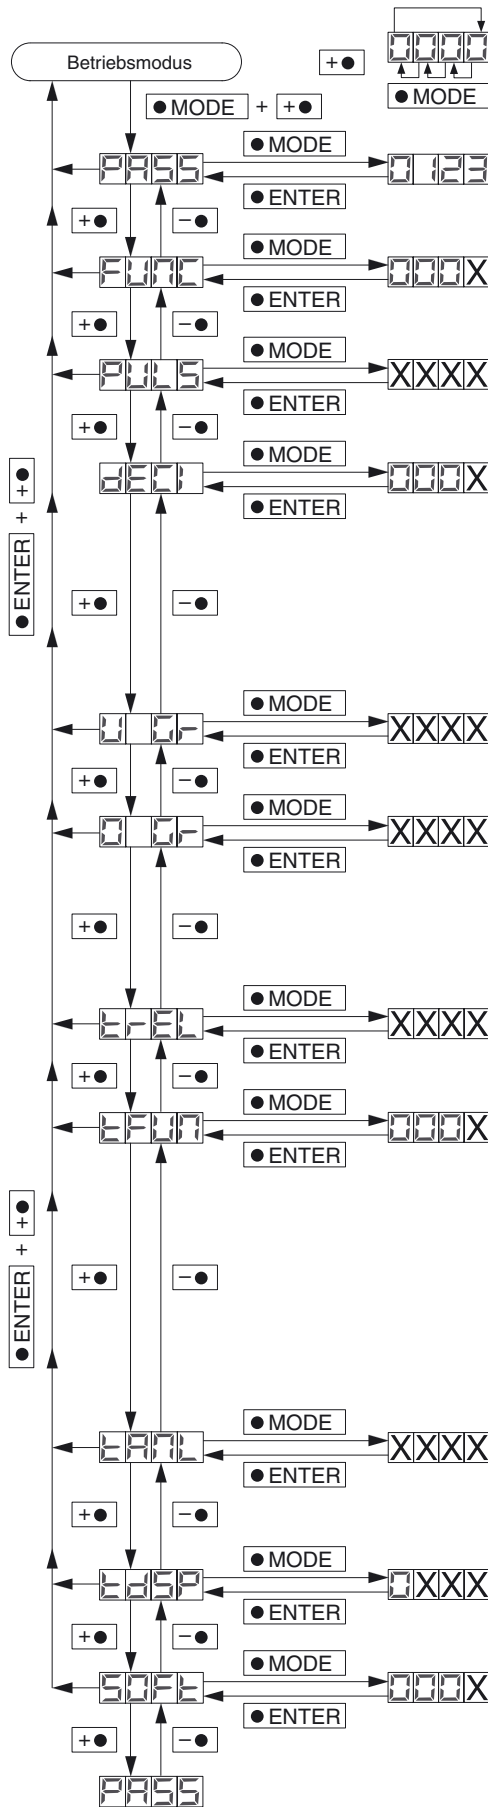 0000
Betriebsmodus
+●
●MODE
●MODE + +●
●MODE
PASS
0123
●ENTER
+● −●
●MODE
FUNC
000X
●ENTER
+● −●
●MODE
PULS
XXXX
●ENTER
+● −●
●MODE
dECI
000X
●ENTER
●ENTER + +●
+● −●
●MODE
U Gr
XXXX
●ENTER
+● −●
●MODE
O Gr
XXXX
●ENTER
+● −●
●MODE
trEL
XXXX
●ENTER
+● −●
●MODE
tFUN
000X
●ENTER
●ENTER + +●
+● −●
●MODE
tANL
XXXX
●ENTER
+● −●
●MODE
tdSP
0XXX
●ENTER
+● −●
●MODE
SOFt
000X
●ENTER
+● −●
PASS